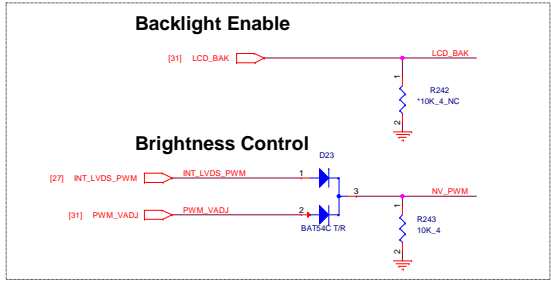 Backlight Enable
[31] LCD_BAK
LCD_BAK
1
R242
*10K_4_NC
2
Brightness Control
D23
[27] INT_LVDS_PWM
INT_LVDS_PWM
1
3
NV_PWM
[31] PWM_VADJ
PWM_VADJ
2
BAT54C T/R
1
R243
10K_4
2